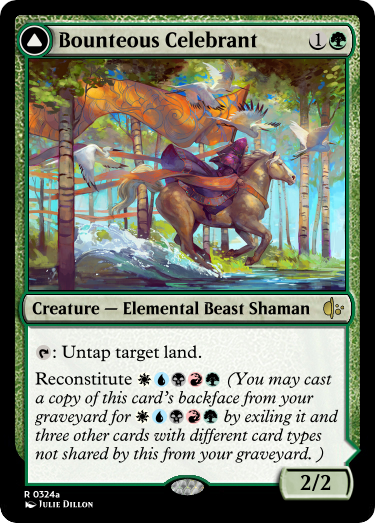 Bounteous Celebrant 1
Creature — Elemental Beast Shaman
: Untap target land.
Reconstitute (You may cast
a copy of this card's backface from your
graveyard for by exiling it and
three other cards with different card types
not shared by this from your graveyard. )
2/2
R 0324a
Julie Dillon